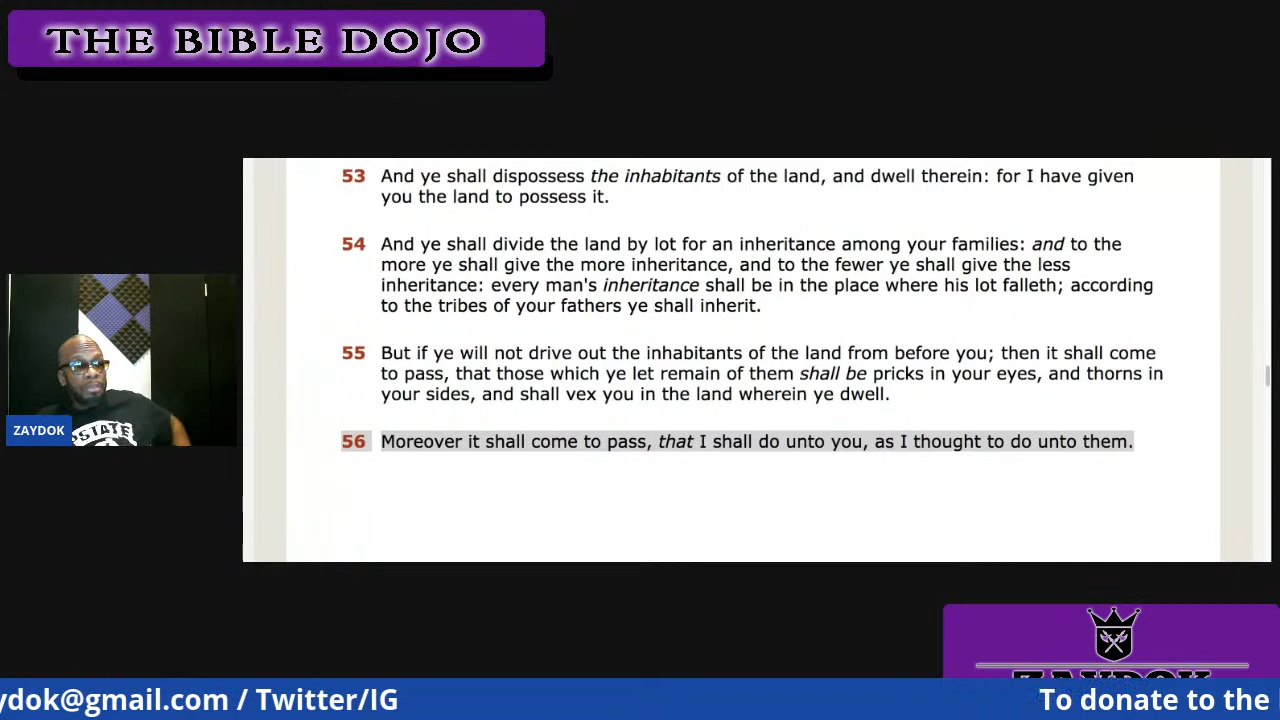 THE BIBLE DOJO
53 And ye shall dispossess the inhabitants of the land, and dwell therein: for I have given
you the land to possess it.
54 And ye shall divide the land by lot for an inheritance among your families: and to the
more ye shall give the more inheritance, and to the fewer ye shall give the less
inheritance: every man's inheritance shall be in the place where his lot falleth; according
to the tribes of your fathers ye shall inherit.
55 But if ye will not drive out the inhabitants of the land from before you; then it shall come
to pass, that those which ye let remain of them shall be pricks in your eyes, and thorns in
your sides, and shall vex you in the land wherein ye dwell.
56 Moreover it shall come to pass, that I shall do unto you, as I thought to do unto them.
STATE
ZAYDOK
ZAYDOK
ydok@gmail.com / Twitter/IG
To donate to the